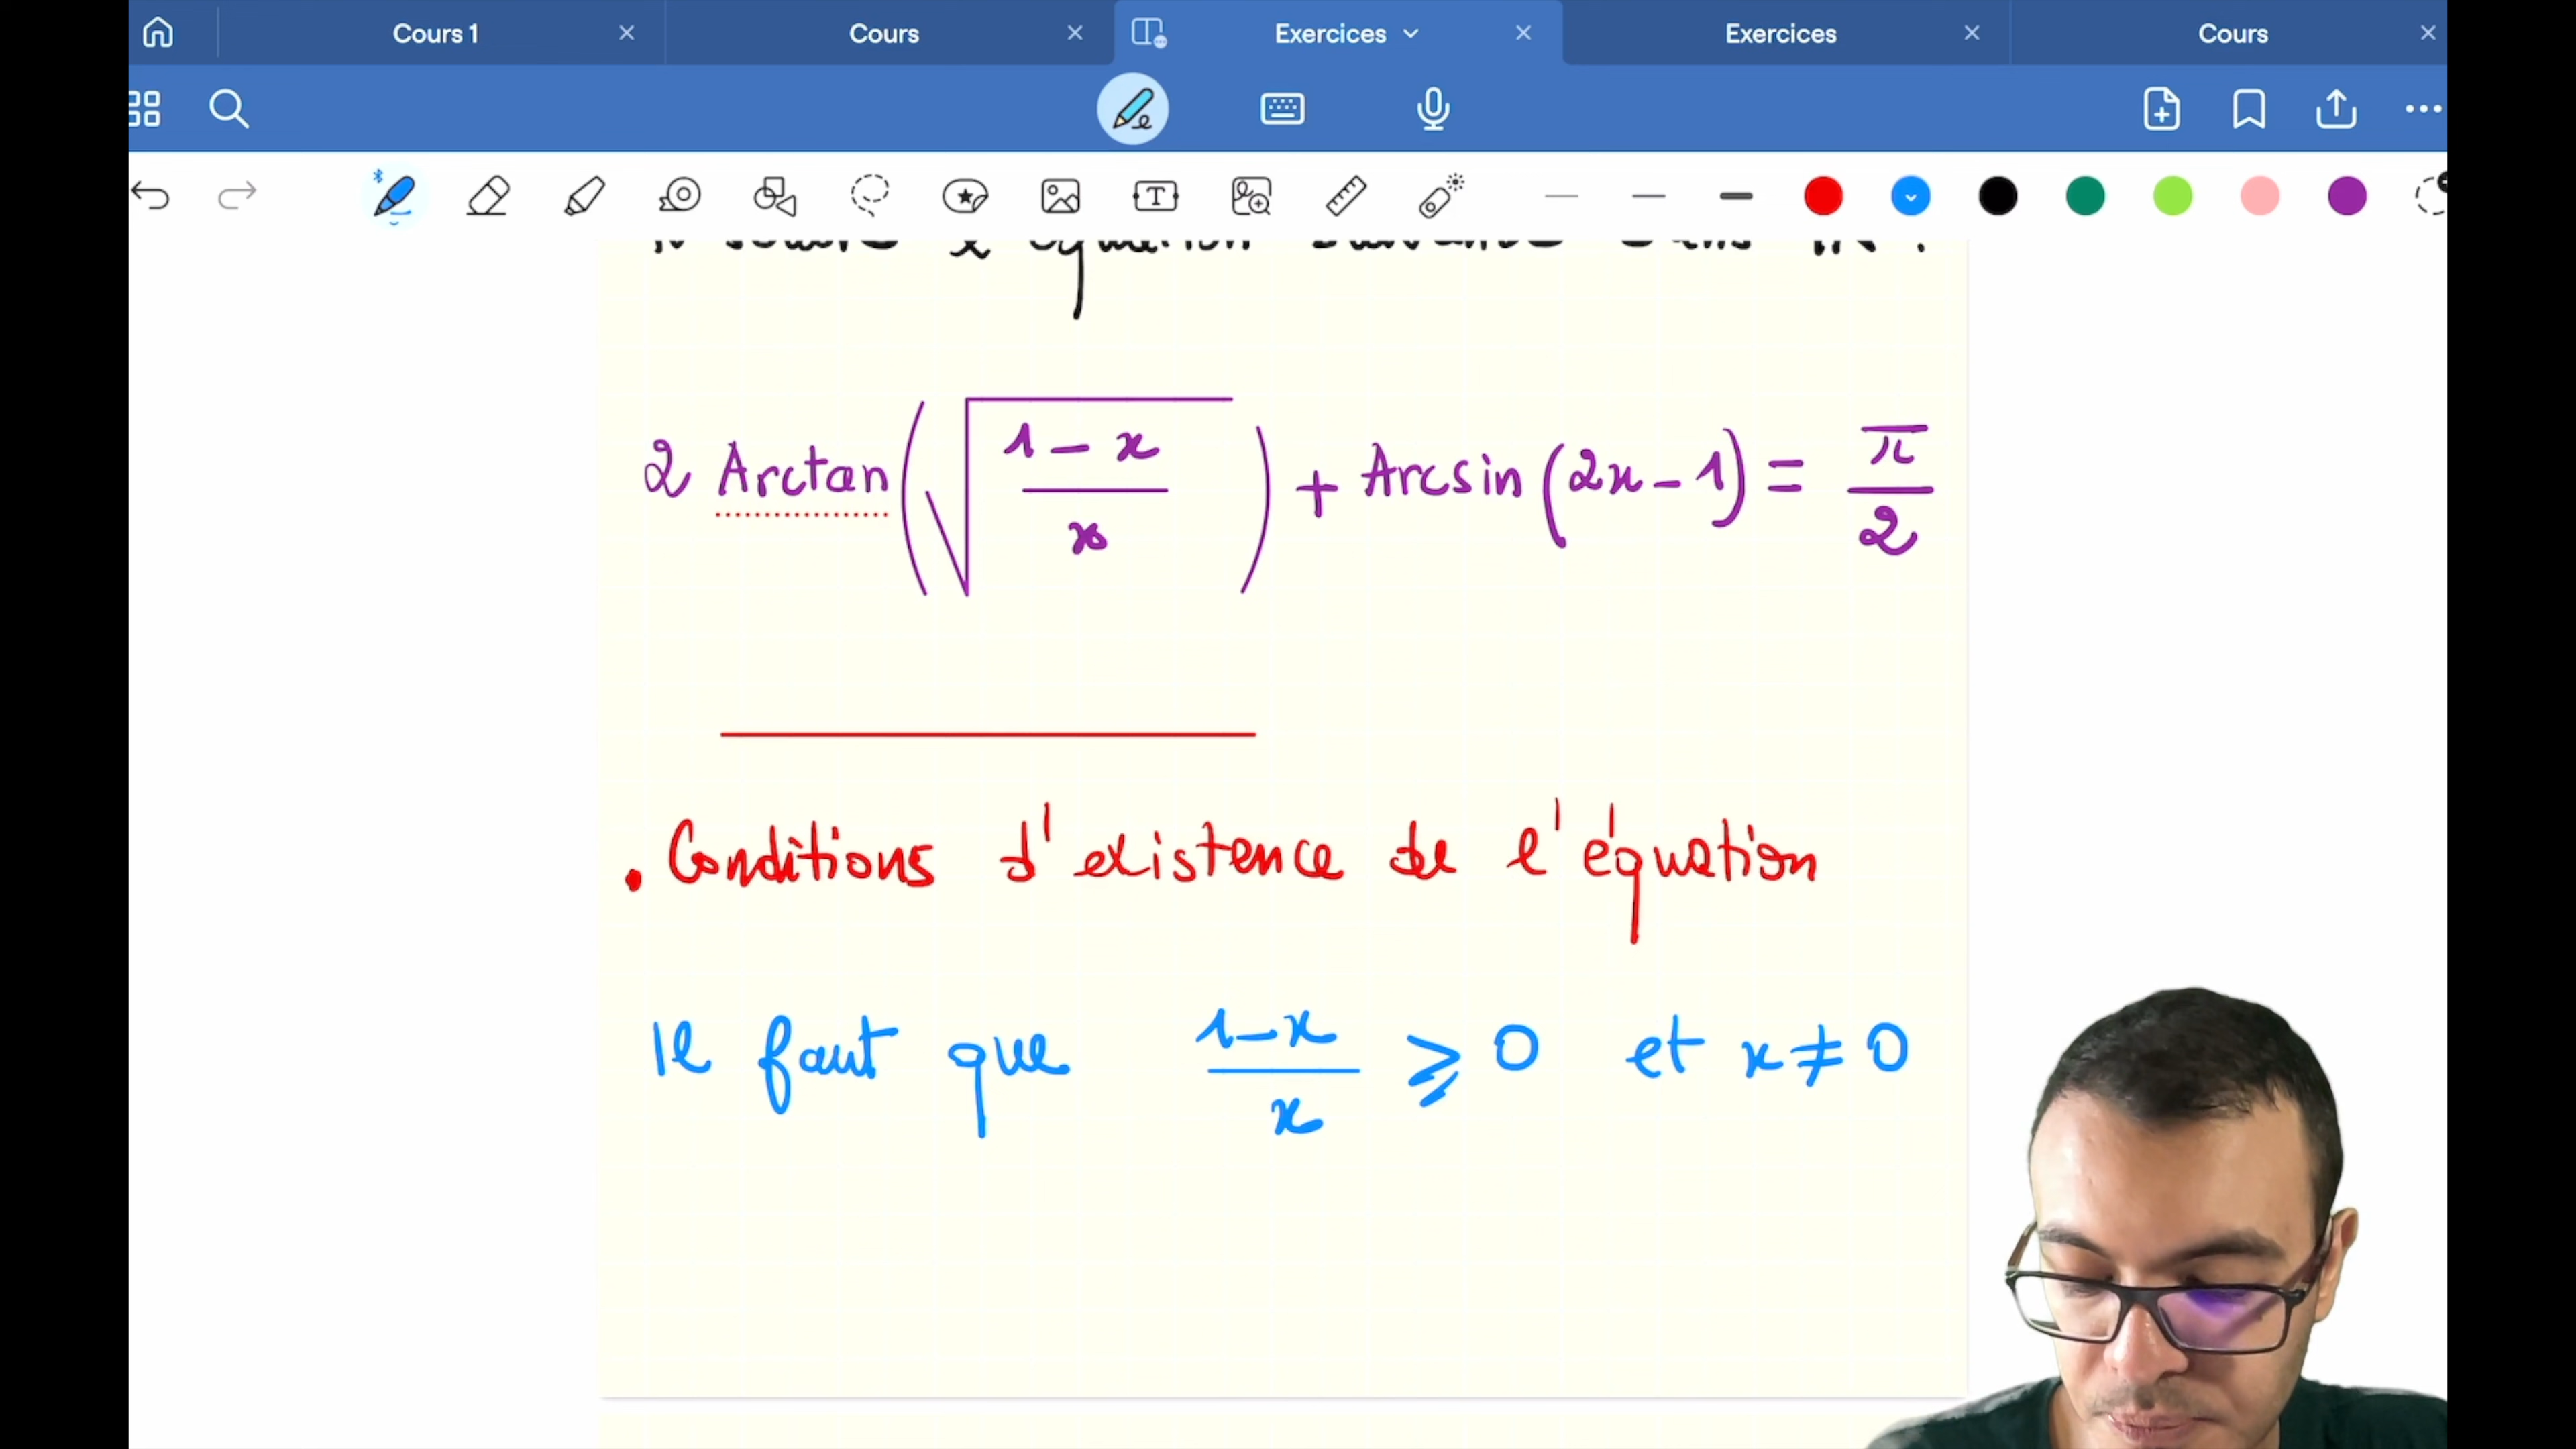 Cours 1 Cours Exercices Exercices Cours
2 Arctan(√((1-x)/x)) + Arcsin(2x-1) = π/2
. Conditions d'existence de l'équation
Il faut que (1-x)/x ⩾ 0 et x ≠ 0